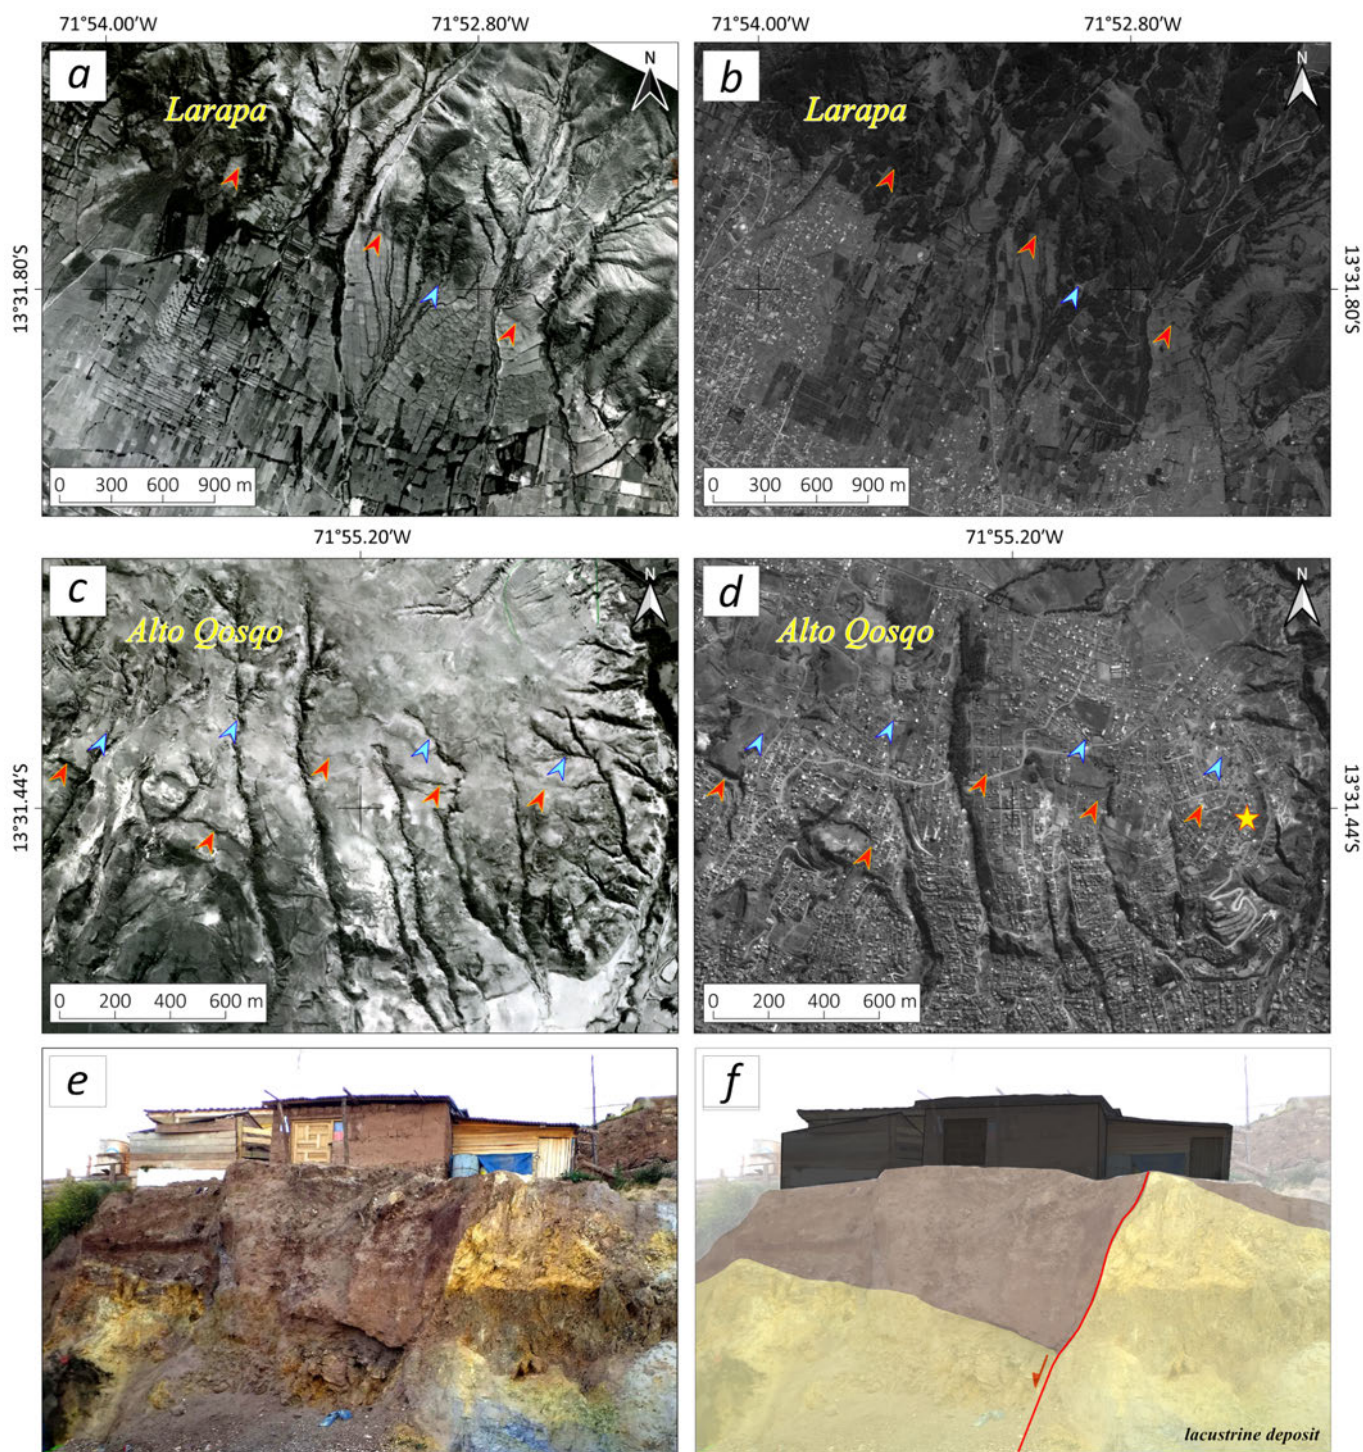 71°54.00′W 71°52.80′W 71°54.00′W 71°52.80′W
a N b N
Larapa Larapa
13°31.80′S 13°31.80′S
0 300 600 900 m 0 300 600 900 m
71°55.20′W 71°55.20′W
c N d N
Alto Qosqo Alto Qosqo
13°31.44′S 13°31.44′S
0 200 400 600 m 0 200 400 600 m
e f
lacustrine deposit